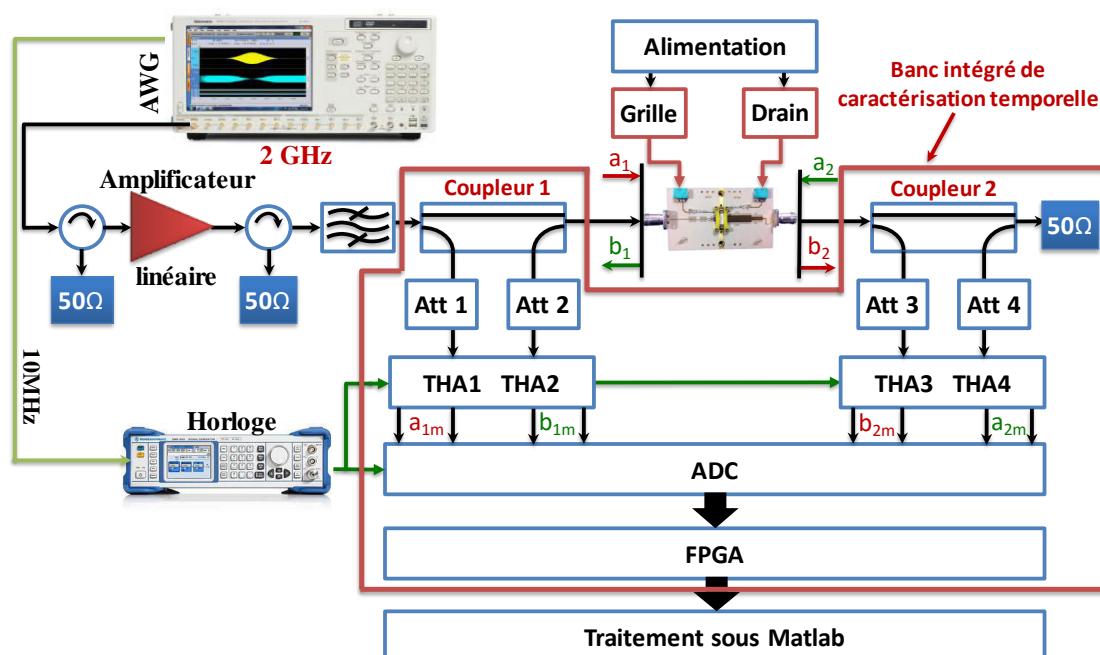 AWG
Alimentation
Banc intégré de
caractérisation temporelle
Grille
Drain
2 GHz
Amplificateur
linéaire
a1
b1
a2
b2
Coupleur 1
Coupleur 2
50Ω
50Ω
50Ω
Att 1
Att 2
Att 3
Att 4
10MHz
THA1
THA2
THA3
THA4
Horloge
a1m
b1m
b2m
a2m
ADC
FPGA
Traitement sous Matlab